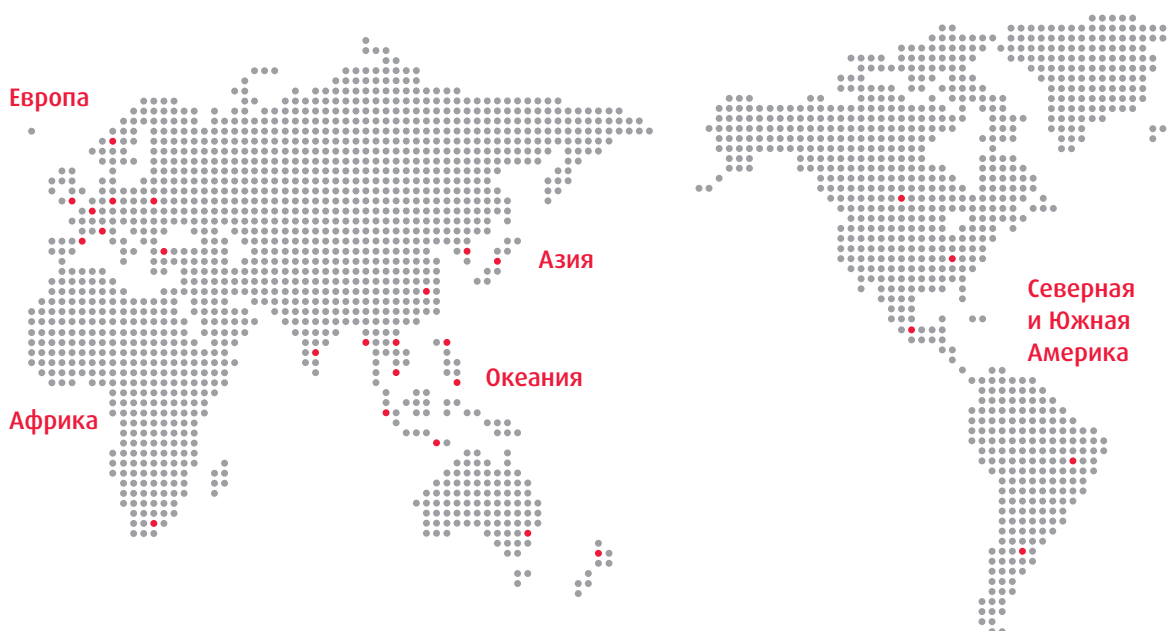 Европа
Азия
Северная
и Южная
Америка
Океания
Африка